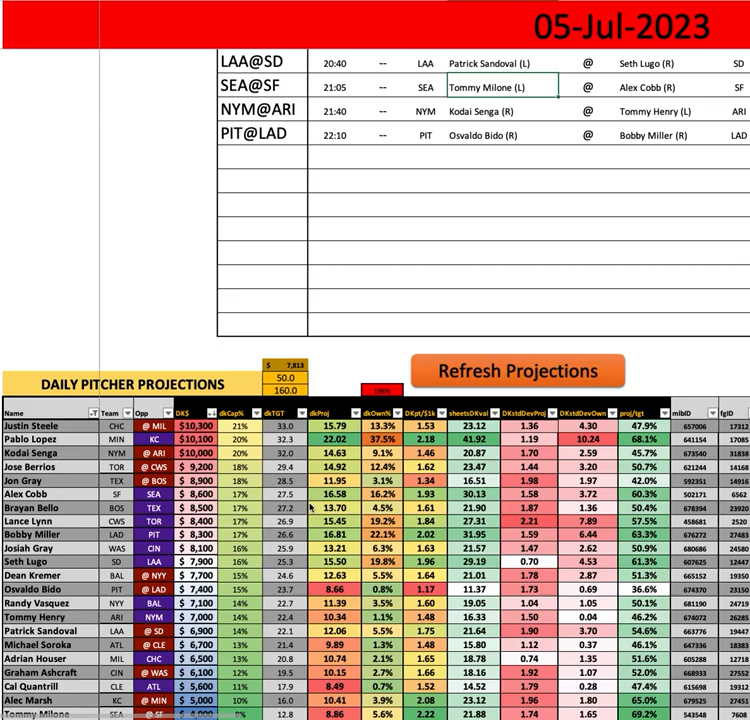 05-Jul-2023
LAA@SD 20:40 -- LAA Patrick Sandoval (L) @ Seth Lugo (R) SD
SEA@SF 21:05 -- SEA Tommy Milone (L) @ Alex Cobb (R) SF
NYM@ARI 21:40 -- NYM Kodai Senga (R) @ Tommy Henry (L) ARI
PIT@LAD 22:10 -- PIT Osvaldo Bido (R) @ Bobby Miller (R) LAD
$ 7,813
Refresh Projections
DAILY PITCHER PROJECTIONS 50.0
160.0 196%
Name Team Opp DK$ dkCap% dkTGT dkProj dkOwn% DKpt/$1k sheetsDKval DKstdDevProj DKstdDevOwn proj/tgt mlbID fgID
Justin Steele CHC @ MIL $10,300 21% 33.0 15.79 13.3% 1.53 23.12 1.36 4.30 47.9% 657006 17312
Pablo Lopez MIN KC $10,100 20% 32.3 22.02 37.5% 2.18 41.92 1.19 10.24 68.1% 641154 17085
Kodai Senga NYM @ ARI $10,000 20% 32.0 14.63 9.1% 1.46 20.87 1.70 2.59 45.7% 673540 31838
Jose Berrios TOR @ CWS $ 9,200 18% 29.4 14.92 12.4% 1.62 23.47 1.44 3.20 50.7% 621244 14168
Jon Gray TEX @ BOS $ 8,900 18% 28.5 11.95 3.1% 1.34 16.51 1.98 1.97 42.0% 592351 14916
Alex Cobb SF SEA $ 8,600 17% 27.5 16.58 16.2% 1.93 30.13 1.58 3.72 60.3% 502171 6562
Brayan Bello BOS TEX $ 8,500 17% 27.2 13.70 4.5% 1.61 21.90 1.87 1.36 50.4% 678394 23920
Lance Lynn CWS TOR $ 8,400 17% 26.9 15.45 19.2% 1.84 27.31 2.21 7.89 57.5% 458681 2520
Bobby Miller LAD PIT $ 8,300 17% 26.6 16.81 22.1% 2.02 31.95 1.59 6.44 63.3% 676272 27483
Josiah Gray WAS CIN $ 8,100 16% 25.9 13.21 6.3% 1.63 21.57 1.47 2.62 50.9% 680686 24580
Seth Lugo SD LAA $ 7,900 16% 25.3 15.50 19.8% 1.96 29.19 0.70 4.53 61.3% 607625 12447
Dean Kremer BAL @ NYY $ 7,700 15% 24.6 12.63 5.5% 1.64 21.01 1.78 2.87 51.3% 665152 19350
Osvaldo Bido PIT @ LAD $ 7,400 15% 23.7 8.66 0.8% 1.17 11.37 1.73 0.69 36.6% 674370 23150
Randy Vasquez NYY BAL $ 7,100 14% 22.7 11.39 3.5% 1.60 19.05 1.04 1.05 50.1% 681190 24719
Tommy Henry ARI NYM $ 7,000 14% 22.4 10.34 1.1% 1.48 16.33 1.50 0.04 46.2% 674072 26285
Patrick Sandoval LAA @ SD $ 6,900 14% 22.1 12.06 5.5% 1.75 21.64 1.90 3.70 54.6% 663776 19447
Michael Soroka ATL @ CLE $ 6,700 13% 21.4 9.89 1.3% 1.48 15.80 1.12 0.37 46.1% 647336 18383
Adrian Houser MIL CHC $ 6,500 13% 20.8 10.74 2.1% 1.65 18.78 0.74 1.35 51.6% 605288 12718
Graham Ashcraft CIN @ WAS $ 6,100 12% 19.5 10.15 2.7% 1.66 18.16 1.92 1.07 52.0% 668933 27552
Cal Quantrill CLE ATL $ 5,600 11% 17.9 8.49 0.7% 1.52 14.52 1.79 0.28 47.4% 615698 19312
Alec Marsh KC @ MIN $ 5,000 10% 16.0 10.41 3.9% 2.08 23.12 1.96 1.80 65.0% 679525 27452
Tommy Milone SEA @ SF 12.8 8.86 5.6% 2.22 21.88 1.74 1.65 69.2% 543548